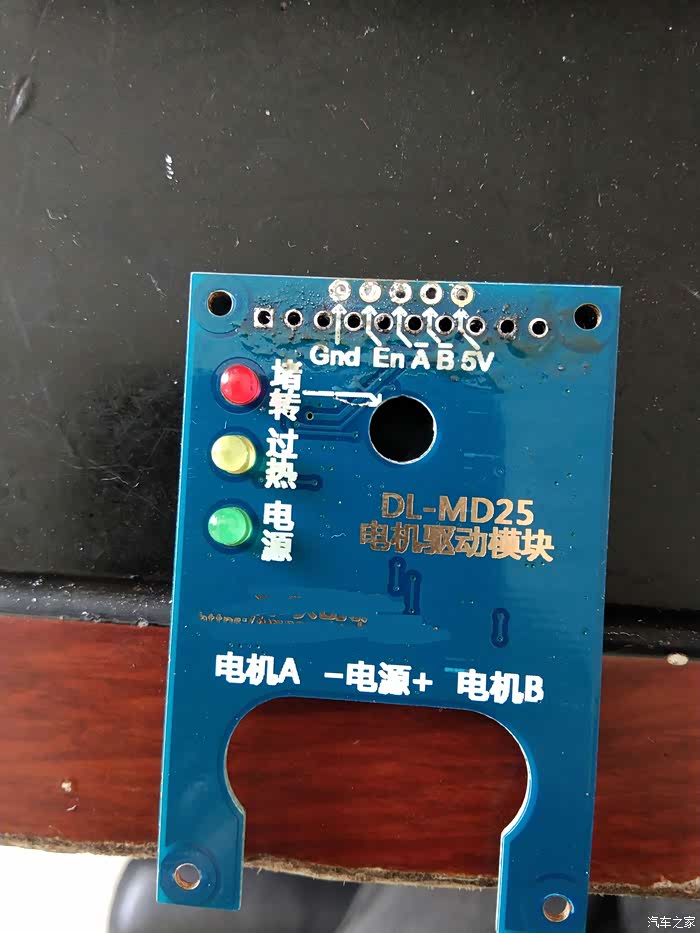 Gnd En A B 5V
堵转
过热
电源
DL-MD25
电机驱动模块
电机A -电源+ 电机B
汽车之家